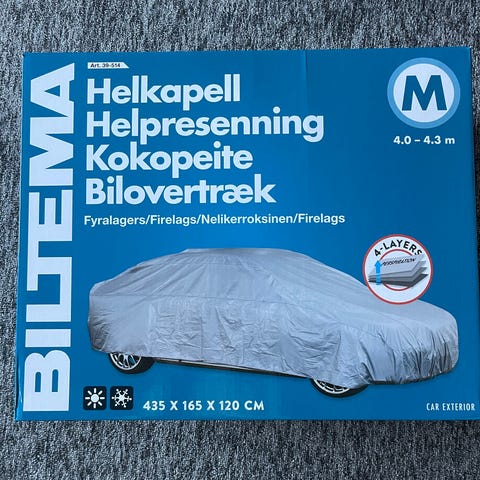 BILTEMA
Art. 39-514
Helkapell
Helpresenning
Kokopeite
Bilovertræk
Fyralagers/Firelags/Nelikerroksinen/Firelags
M
4.0 – 4.3 m
4-LAYERS
PERSPIRATION
435 X 165 X 120 CM
CAR EXTERIOR